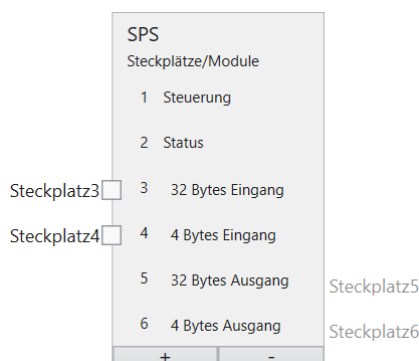 SPS
Steckplätze/Module
1 Steuerung
2 Status
Steckplatz3 3 32 Bytes Eingang
Steckplatz4 4 4 Bytes Eingang
5 32 Bytes Ausgang Steckplatz5
6 4 Bytes Ausgang Steckplatz6
+ -